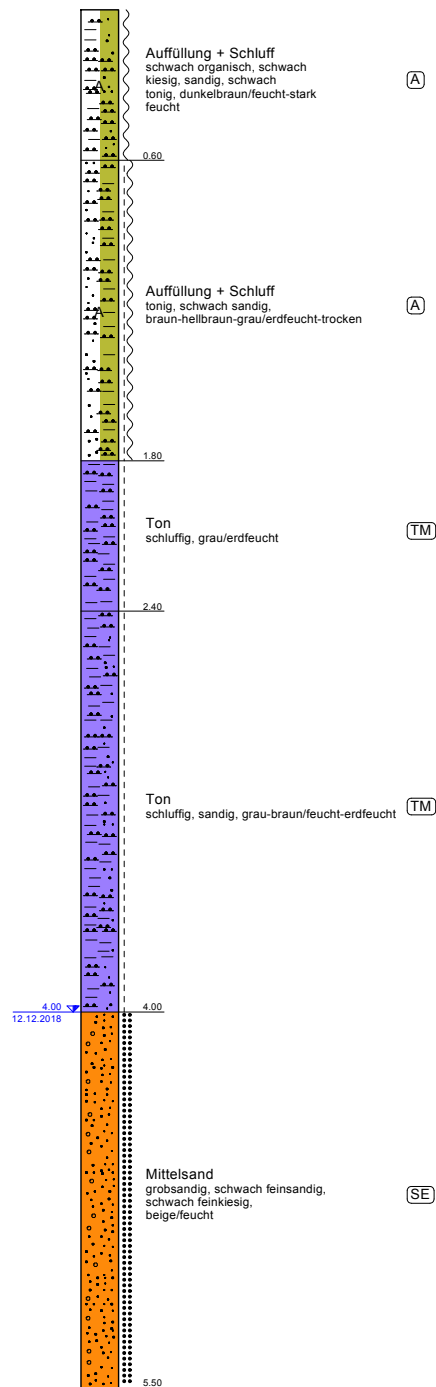 Auffüllung + Schluff
schwach organisch, schwach
kiesig, sandig, schwach
tonig, dunkelbraun/feucht-stark
feucht
A
A
0.60
Auffüllung + Schluff
tonig, schwach sandig,
braun-hellbraun-grau/erdfeucht-trocken
A
A
1.80
Ton
schluffig, grau/erdfeucht
TM
2.40
Ton
schluffig, sandig, grau-braun/feucht-erdfeucht
TM
4.00
12.12.2018
4.00
Mittelsand
grobsandig, schwach feinsandig,
schwach feinkiesig,
beige/feucht
SE
5.50